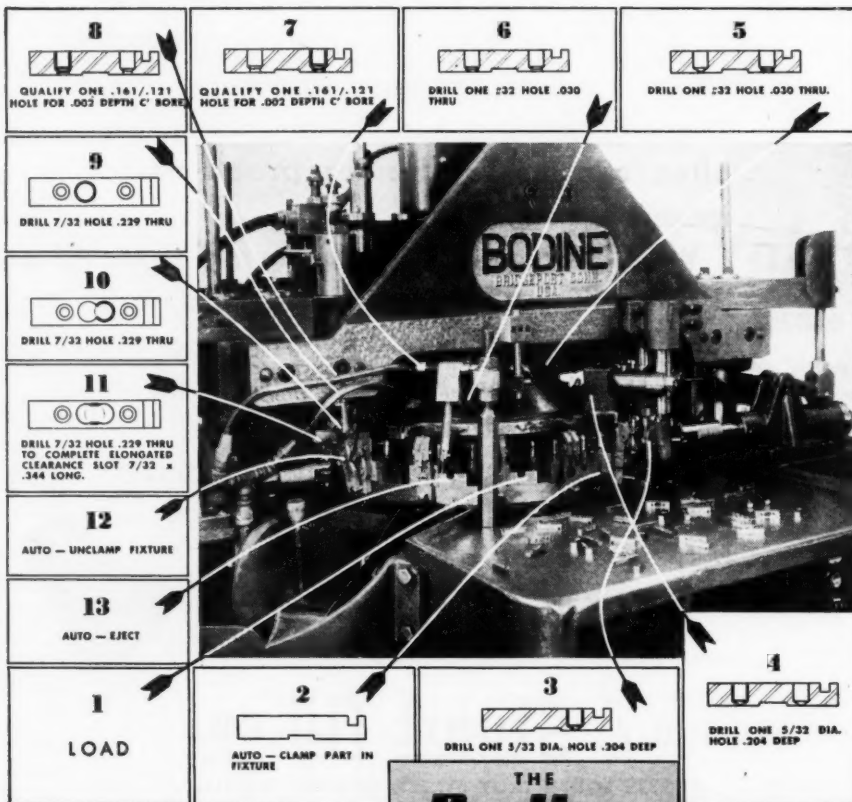 8
QUALIFY ONE .161/.121
HOLE FOR .002 DEPTH C' BORE
7
QUALIFY ONE .161/.121
HOLE FOR .002 DEPTH C' BORE
6
DRILL ONE #32 HOLE .030
THRU
5
DRILL ONE #32 HOLE .030 THRU.
9
DRILL 7/32 HOLE .229 THRU
10
DRILL 7/32 HOLE .229 THRU
11
DRILL 7/32 HOLE .229 THRU
TO COMPLETE ELONGATED
CLEARANCE SLOT 7/32 x
.344 LONG.
12
AUTO — UNCLAMP FIXTURE
13
AUTO — EJECT
BODINE
BRIDGEPORT CONN.
USA
1
LOAD
2
AUTO — CLAMP PART IN
FIXTURE
3
DRILL ONE 5/32 DIA. HOLE .204 DEEP
4
DRILL ONE 5/32 DIA.
HOLE .204 DEEP
THE